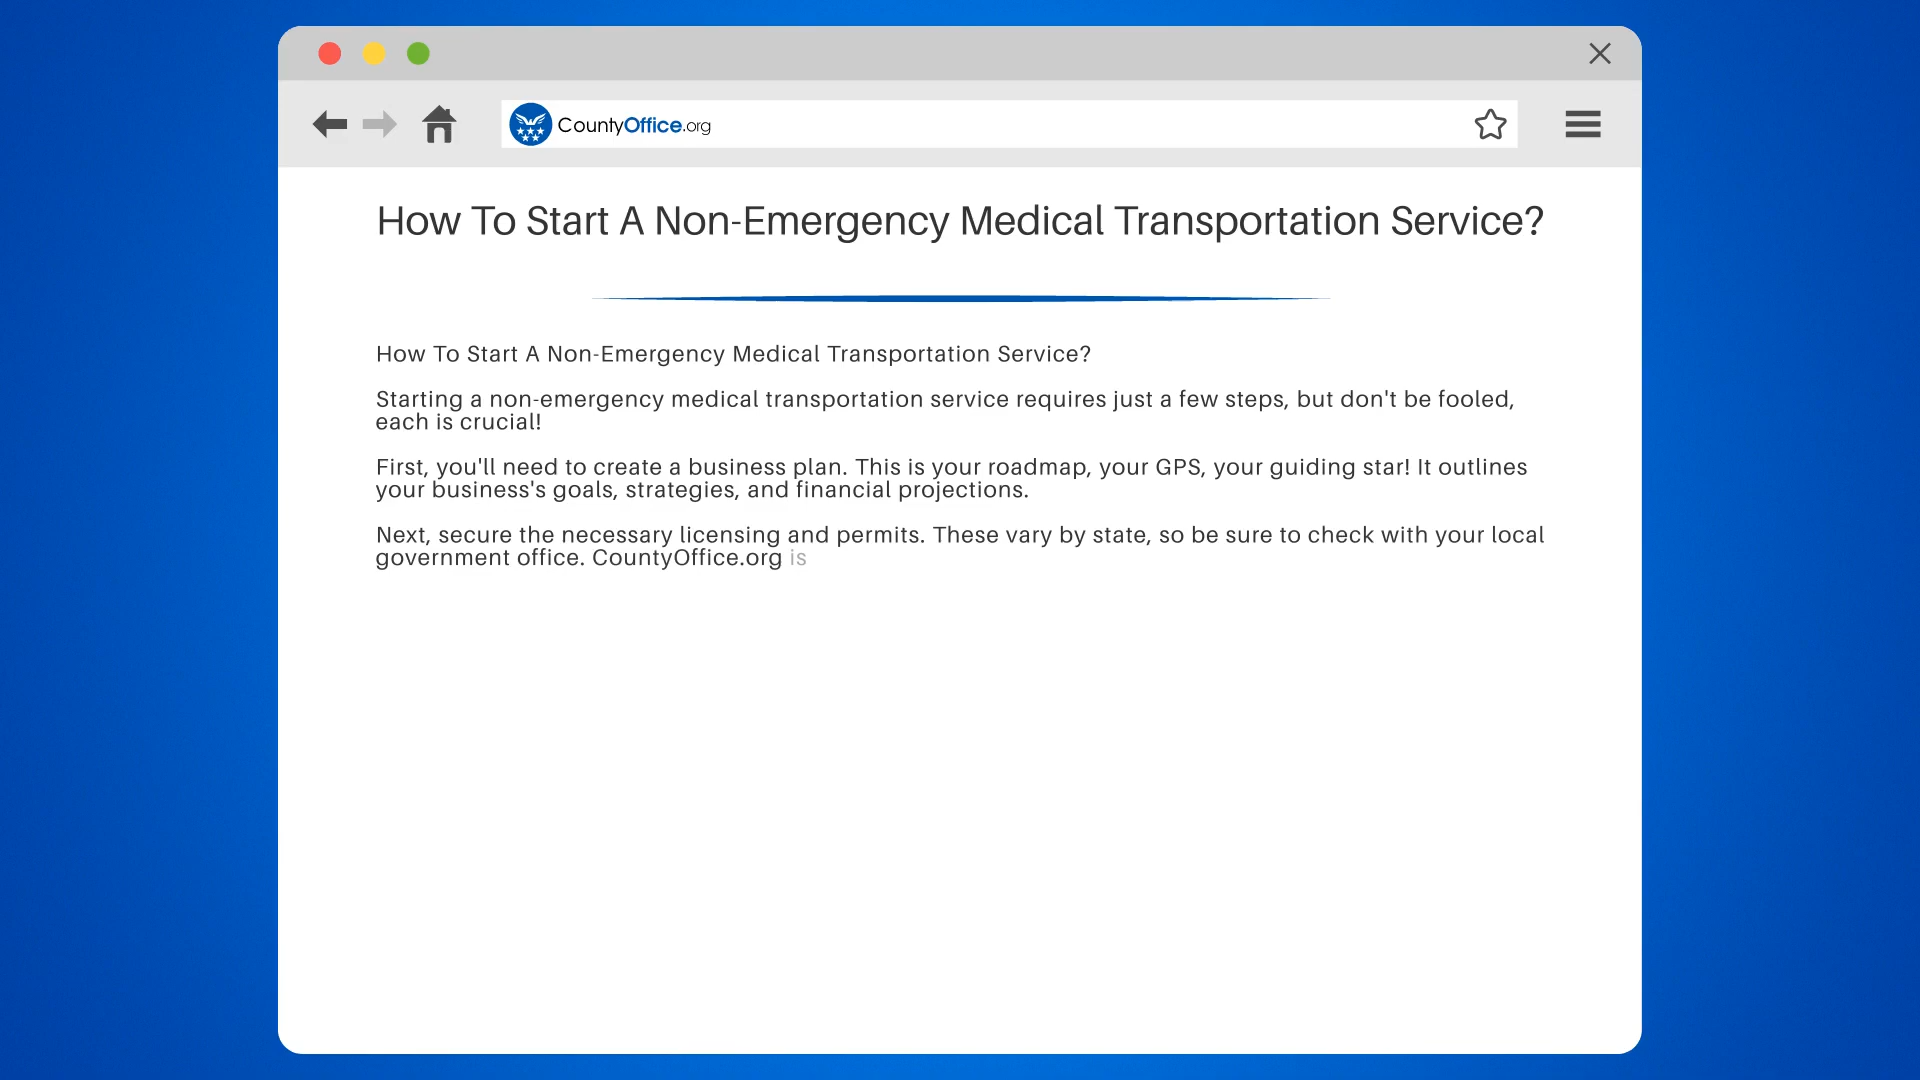 CountyOffice.org
How To Start A Non-Emergency Medical Transportation Service?
How To Start A Non-Emergency Medical Transportation Service?
Starting a non-emergency medical transportation service requires just a few steps, but don't be fooled,
each is crucial!
First, you'll need to create a business plan. This is your roadmap, your GPS, your guiding star! It outlines
your business's goals, strategies, and financial projections.
Next, secure the necessary licensing and permits. These vary by state, so be sure to check with your local
government office. CountyOffice.org is